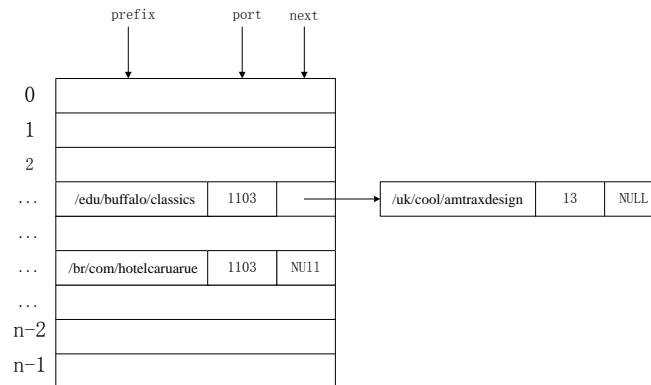 prefix port next
0
1
2
... /edu/buffalo/classics 1103 /uk/cool/amtraxdesign 13 NULL
...
... /br/com/hotelcaruarue 1103 NU11
...
n-2
n-1